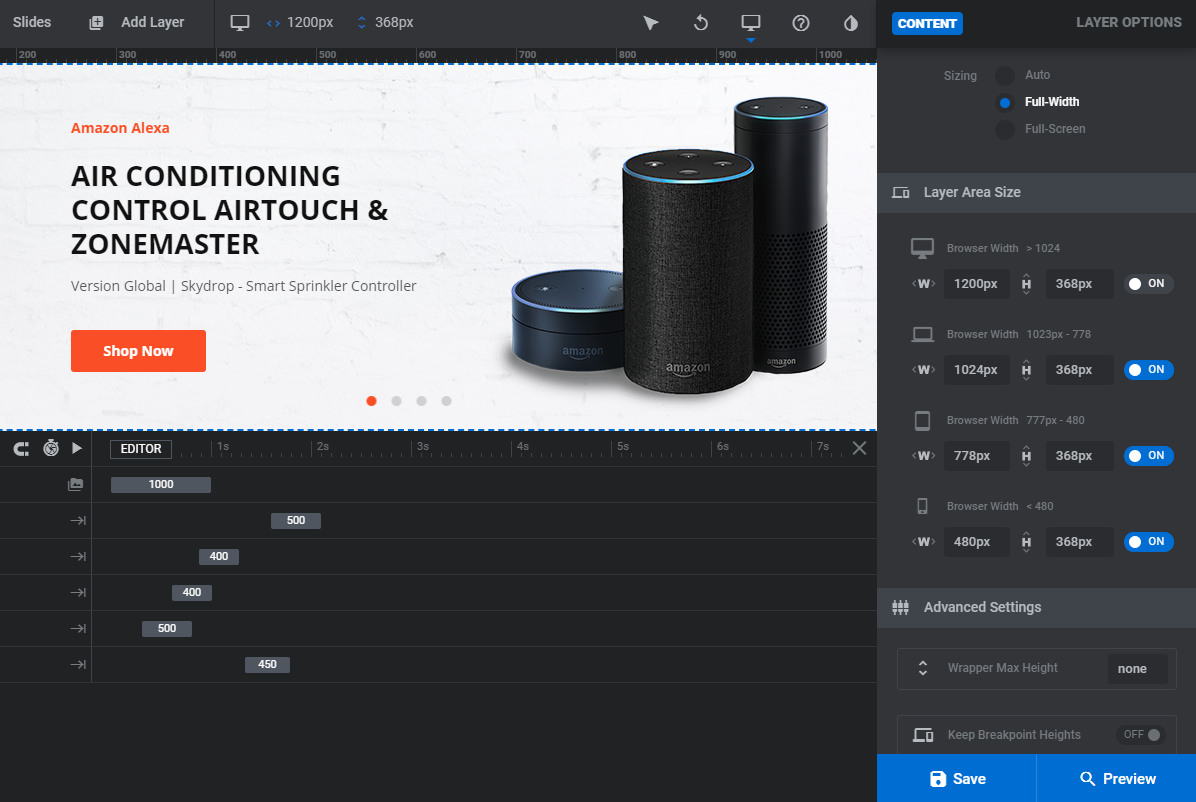 Slides
Add Layer
1200px
368px
CONTENT
LAYER OPTIONS
200 300 400 500 600 700 800 900 1000
Sizing
Auto
Full-Width
Full-Screen
Amazon Alexa
AIR CONDITIONING
CONTROL AIRTOUCH &
ZONEMASTER
Version Global | Skydrop - Smart Sprinkler Controller
Shop Now
amazon
amazon
amazon
Layer Area Size
Browser Width > 1024
W 1200px H 368px ON
Browser Width 1023px - 778
W 1024px H 368px ON
Browser Width 777px - 480
W 778px H 368px ON
Browser Width < 480
W 480px H 368px ON
EDITOR 1s 2s 3s 4s 5s 6s 7s
1000
500
400
400
500
450
Advanced Settings
Wrapper Max Height none
Keep Breakpoint Heights OFF
Save
Preview